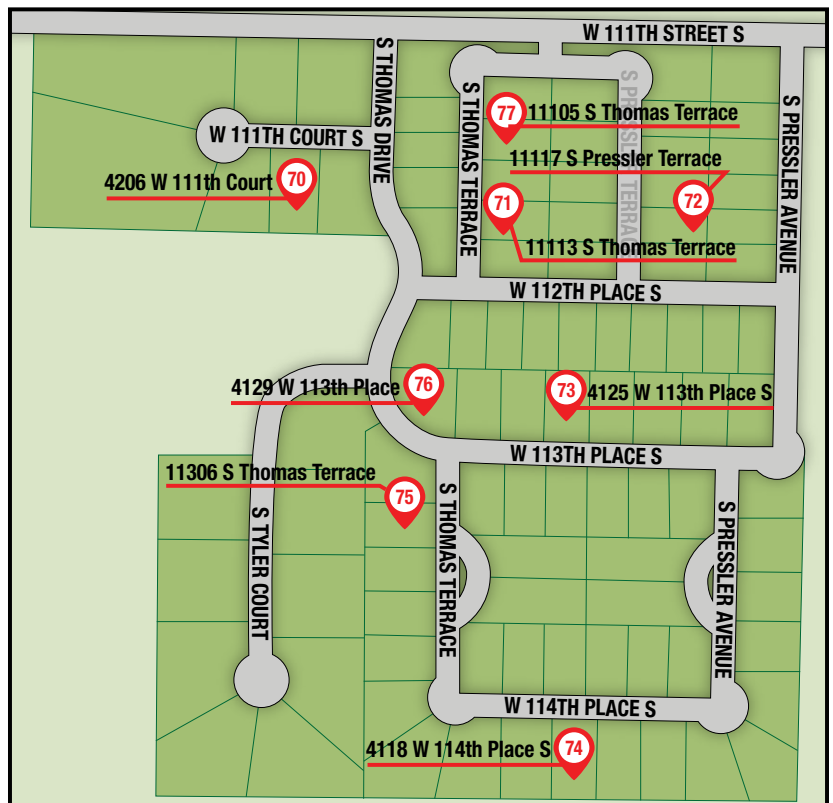 W 111TH STREET S
S THOMAS DRIVE
S THOMAS TERRACE
S PRESSLER TERRACE
S PRESSLER AVENUE
77 11105 S Thomas Terrace
W 111TH COURT S
11117 S Pressler Terrace
4206 W 111th Court 70
71
72
11113 S Thomas Terrace
W 112TH PLACE S
4129 W 113th Place 76
73 4125 W 113th Place S
W 113TH PLACE S
11306 S Thomas Terrace
75
S TYLER COURT
S THOMAS TERRACE
S PRESSLER AVENUE
W 114TH PLACE S
4118 W 114th Place S 74